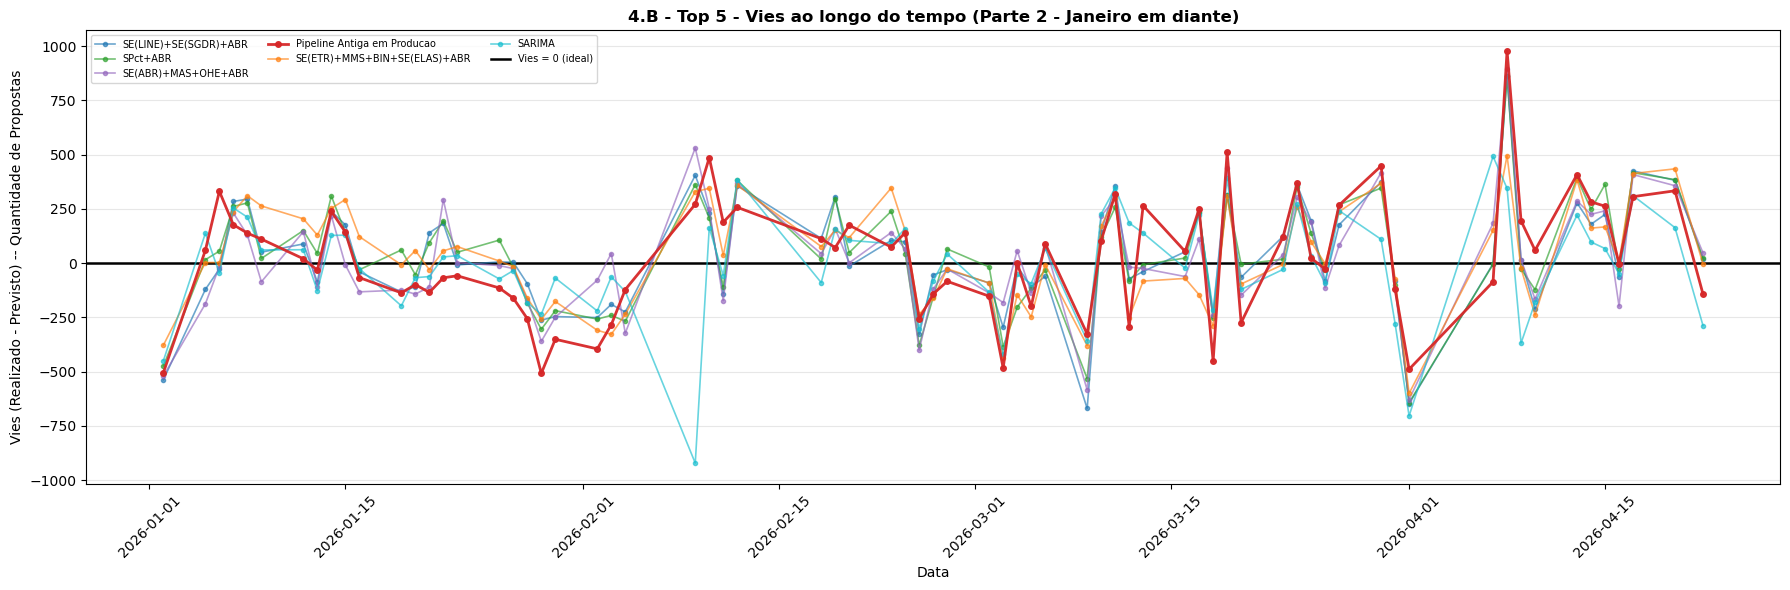 4.B - Top 5 - Vies ao longo do tempo (Parte 2 - Janeiro em diante)
SE(LINE)+SE(SGDR)+ABR
SPct+ABR
SE(ABR)+MAS+OHE+ABR
Pipeline Antiga em Producao
SE(ETR)+MMS+BIN+SE(ELAS)+ABR
SARIMA
Vies = 0 (ideal)
Vies (Realizado - Previsto) -- Quantidade de Propostas
1000
750
500
250
0
−250
−500
−750
−1000
2026-01-01
2026-01-15
2026-02-01
2026-02-15
2026-03-01
2026-03-15
2026-04-01
2026-04-15
Data